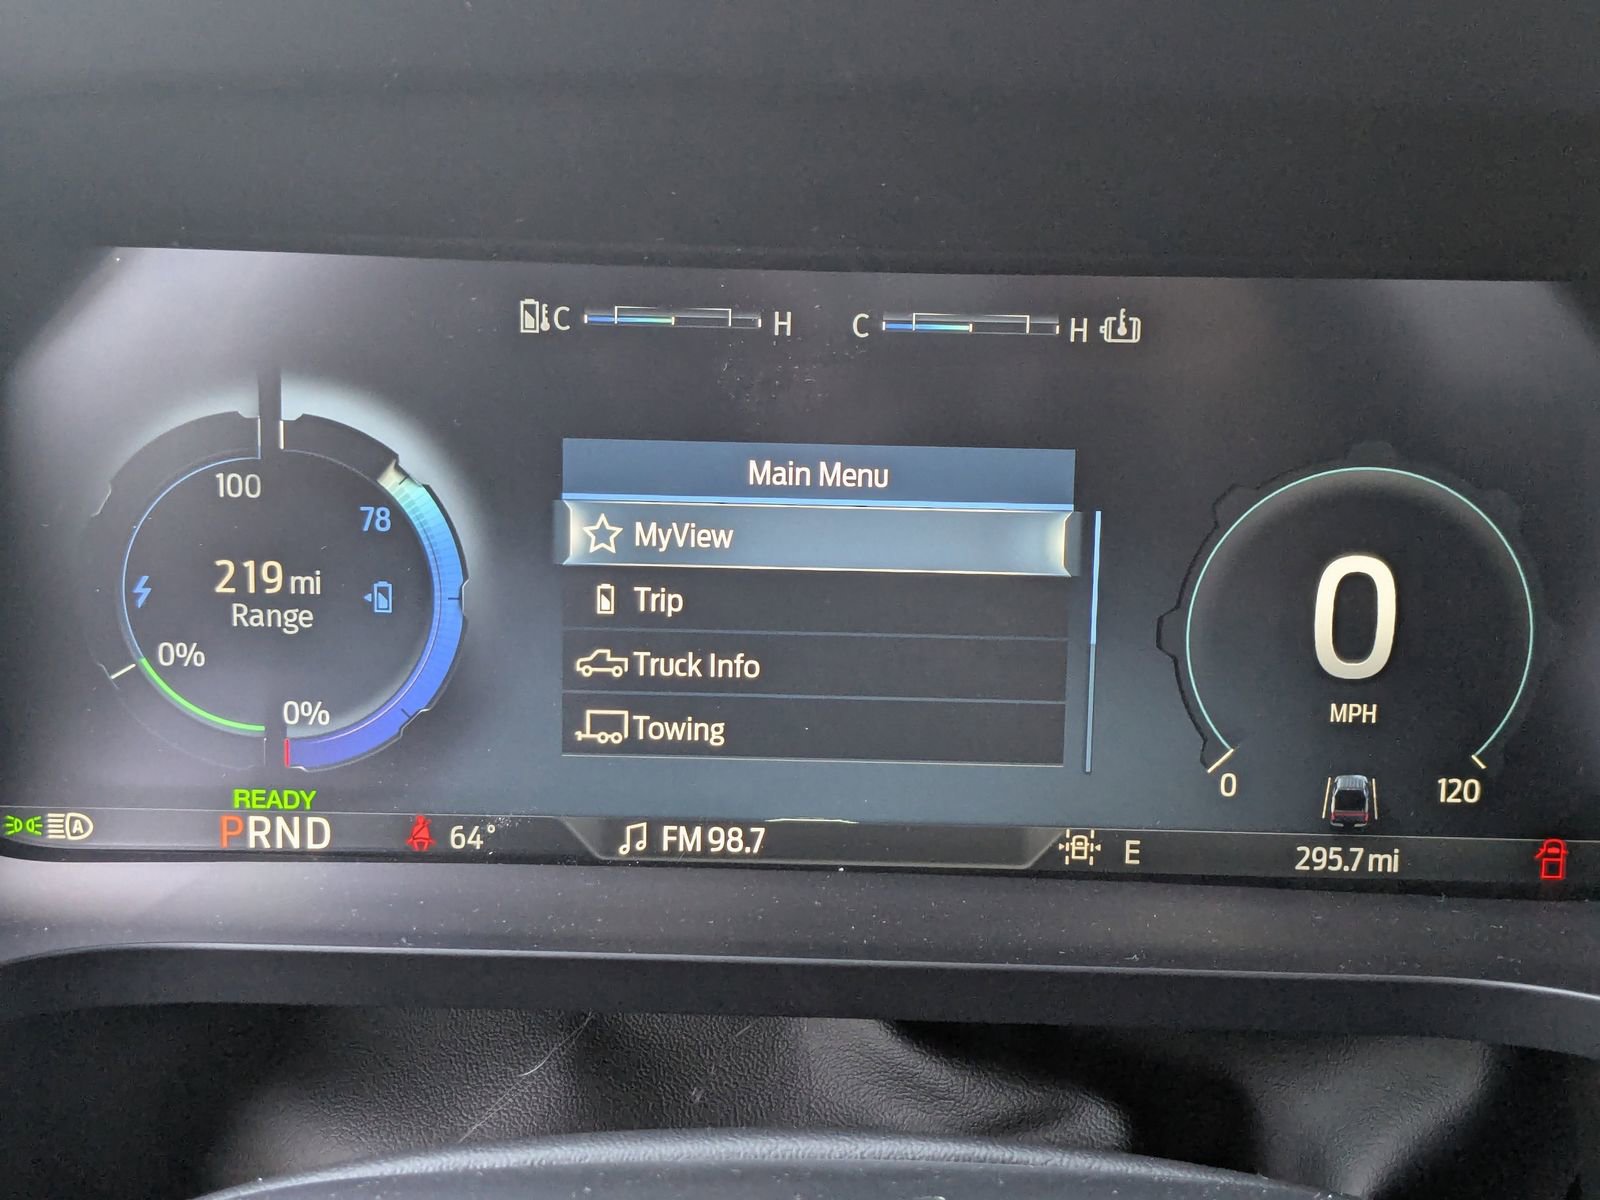 C H
C H
100
78
219 mi
Range
0%
0%
READY
PRND
64°
Main Menu
MyView
Trip
Truck Info
Towing
FM 98.7
0
MPH
0
120
A
E
295.7 mi